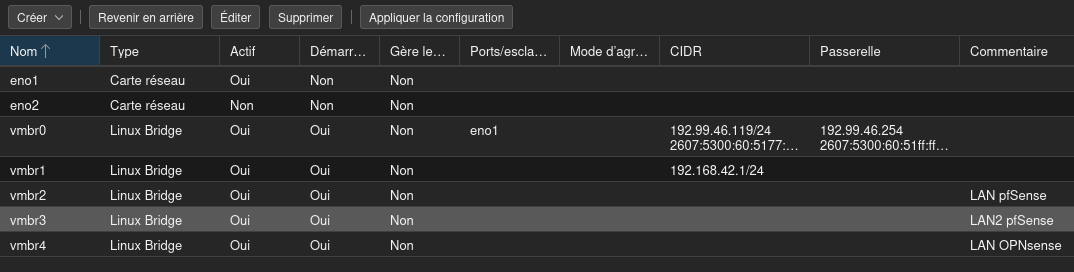 Créer Revenir en arrière Éditer Supprimer Appliquer la configuration
Nom Type Actif Démarr… Gère le… Ports/escla… Mode d'agr… CIDR Passerelle Commentaire
eno1 Carte réseau Oui Non Non
eno2 Carte réseau Non Non Non
vmbr0 Linux Bridge Oui Oui Non eno1 192.99.46.119/24 192.99.46.254
2607:5300:60:5177:… 2607:5300:60:51ff:ff…
vmbr1 Linux Bridge Oui Oui Non 192.168.42.1/24
vmbr2 Linux Bridge Oui Oui Non LAN pfSense
vmbr3 Linux Bridge Oui Oui Non LAN2 pfSense
vmbr4 Linux Bridge Oui Oui Non LAN OPNsense